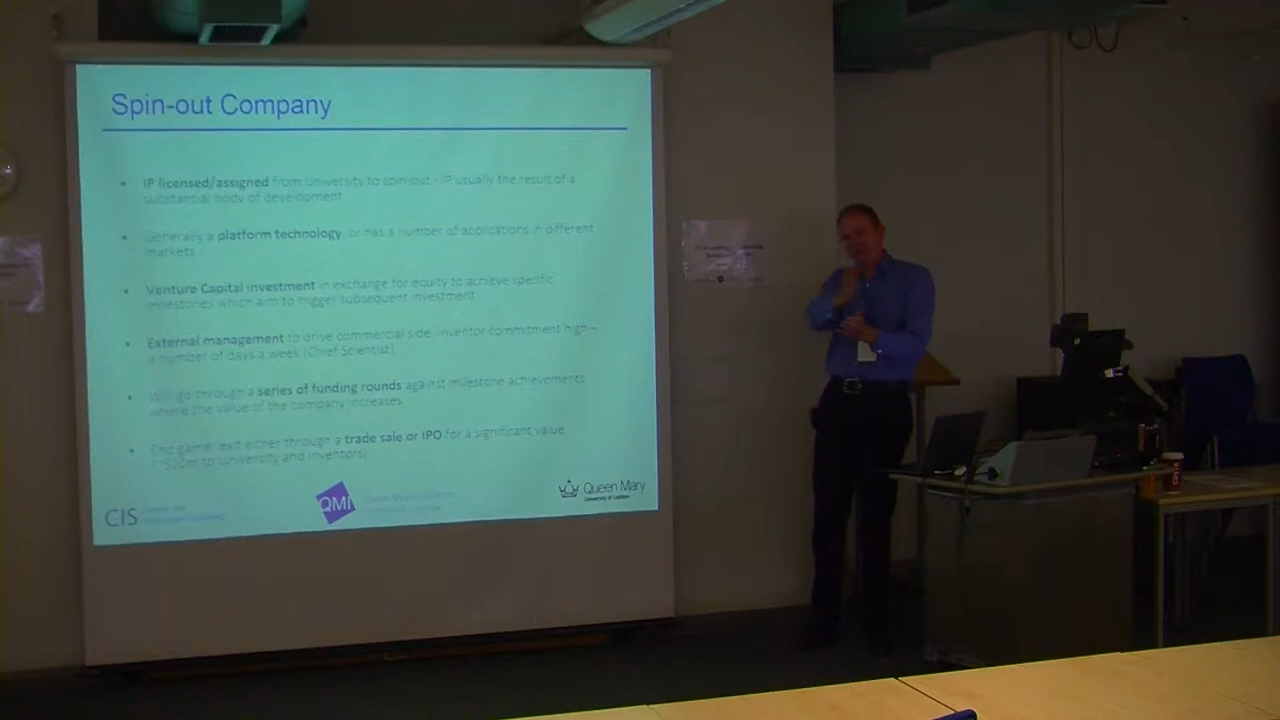 Spin-out Company
• IP licensed/assigned from University to spin-out - IP usually the result of a
substantial body of development
• Generally a platform technology, or has a number of applications in different
markets
• Venture Capital investment in exchange for equity to achieve specific
milestones which aim to trigger subsequent investment
• External management to drive commercial side, inventor commitment high –
a number of days a week (Chief Scientist)
• Will go through a series of funding rounds against milestone achievements
where the value of the company increases
• End game: exit either through a trade sale or IPO for a significant value
to University and inventors)
CIS
QMI
Queen Mary
University of London